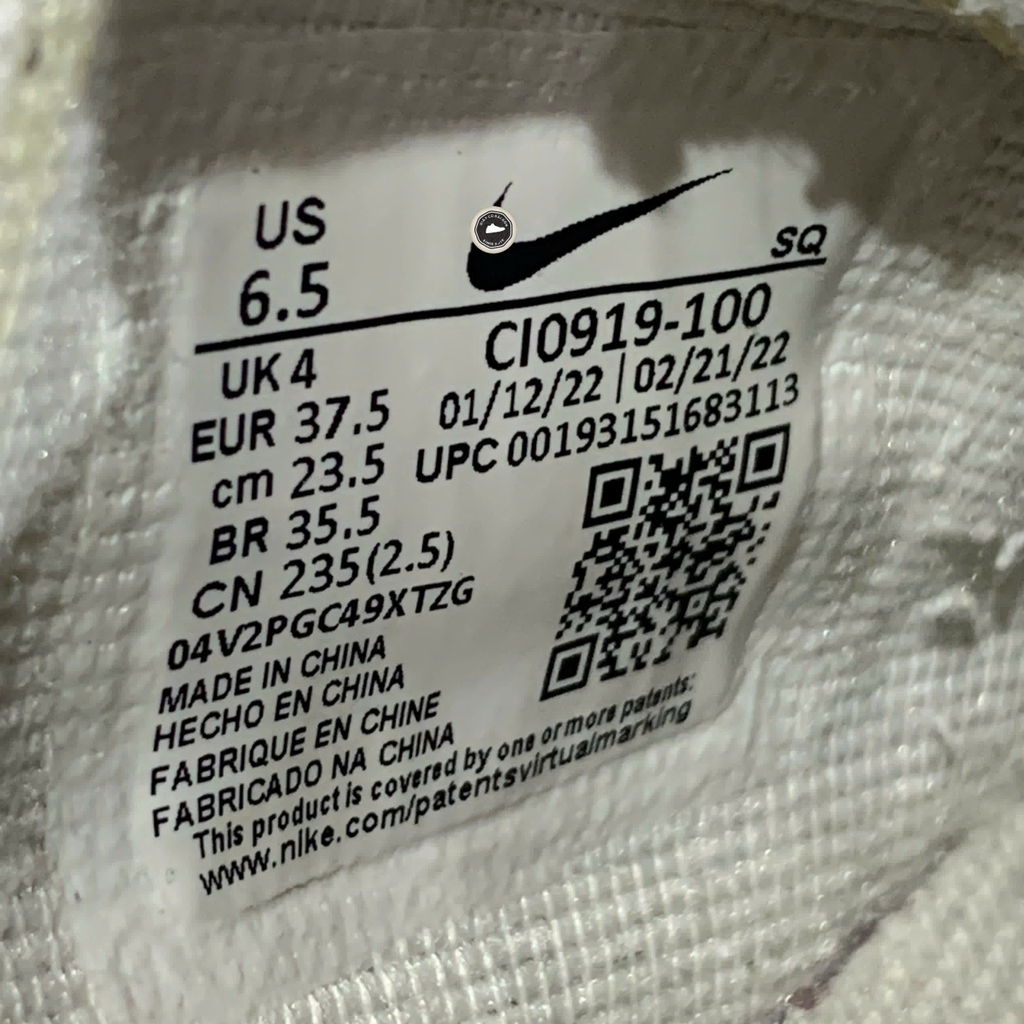 US
6.5
SQ
UK 4
CI0919-100
EUR 37.5
01/12/22 | 02/21/22
cm 23.5
UPC 00193151683113
BR 35.5
CN 235(2.5)
04V2PGC49XTZG
MADE IN CHINA
HECHO EN CHINA
FABRIQUE EN CHINE
FABRICADO NA CHINA
This product is covered by one or more patents:
www.nike.com/patentsvirtualmarking